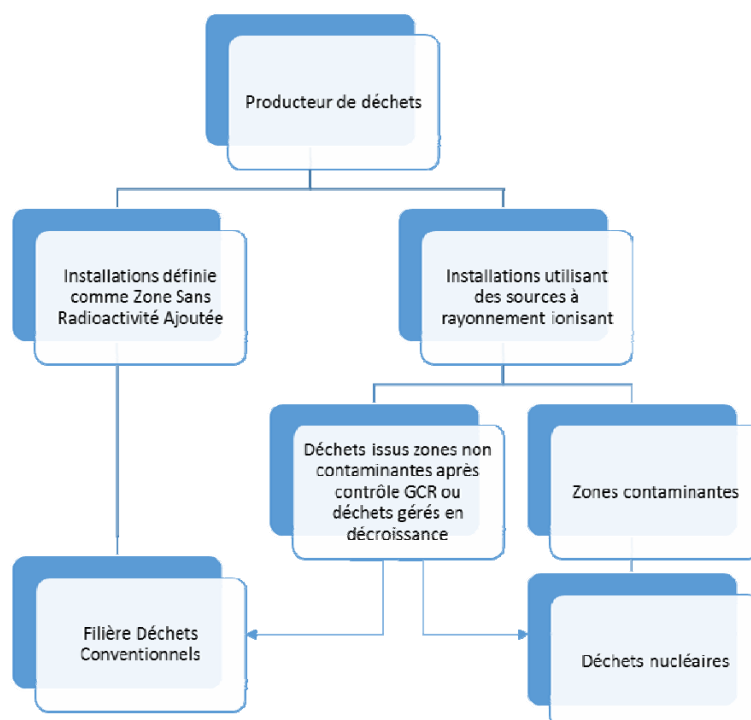 Producteur de déchets
Installations définie
comme Zone Sans
Radioactivité Ajoutée
Installations utilisant
des sources à
rayonnement ionisant
Déchets issus zones non
contaminantes après
contrôle GCR ou
déchets gérés en
décroissance
Zones contaminantes
Filière Déchets
Conventionnels
Déchets nucléaires